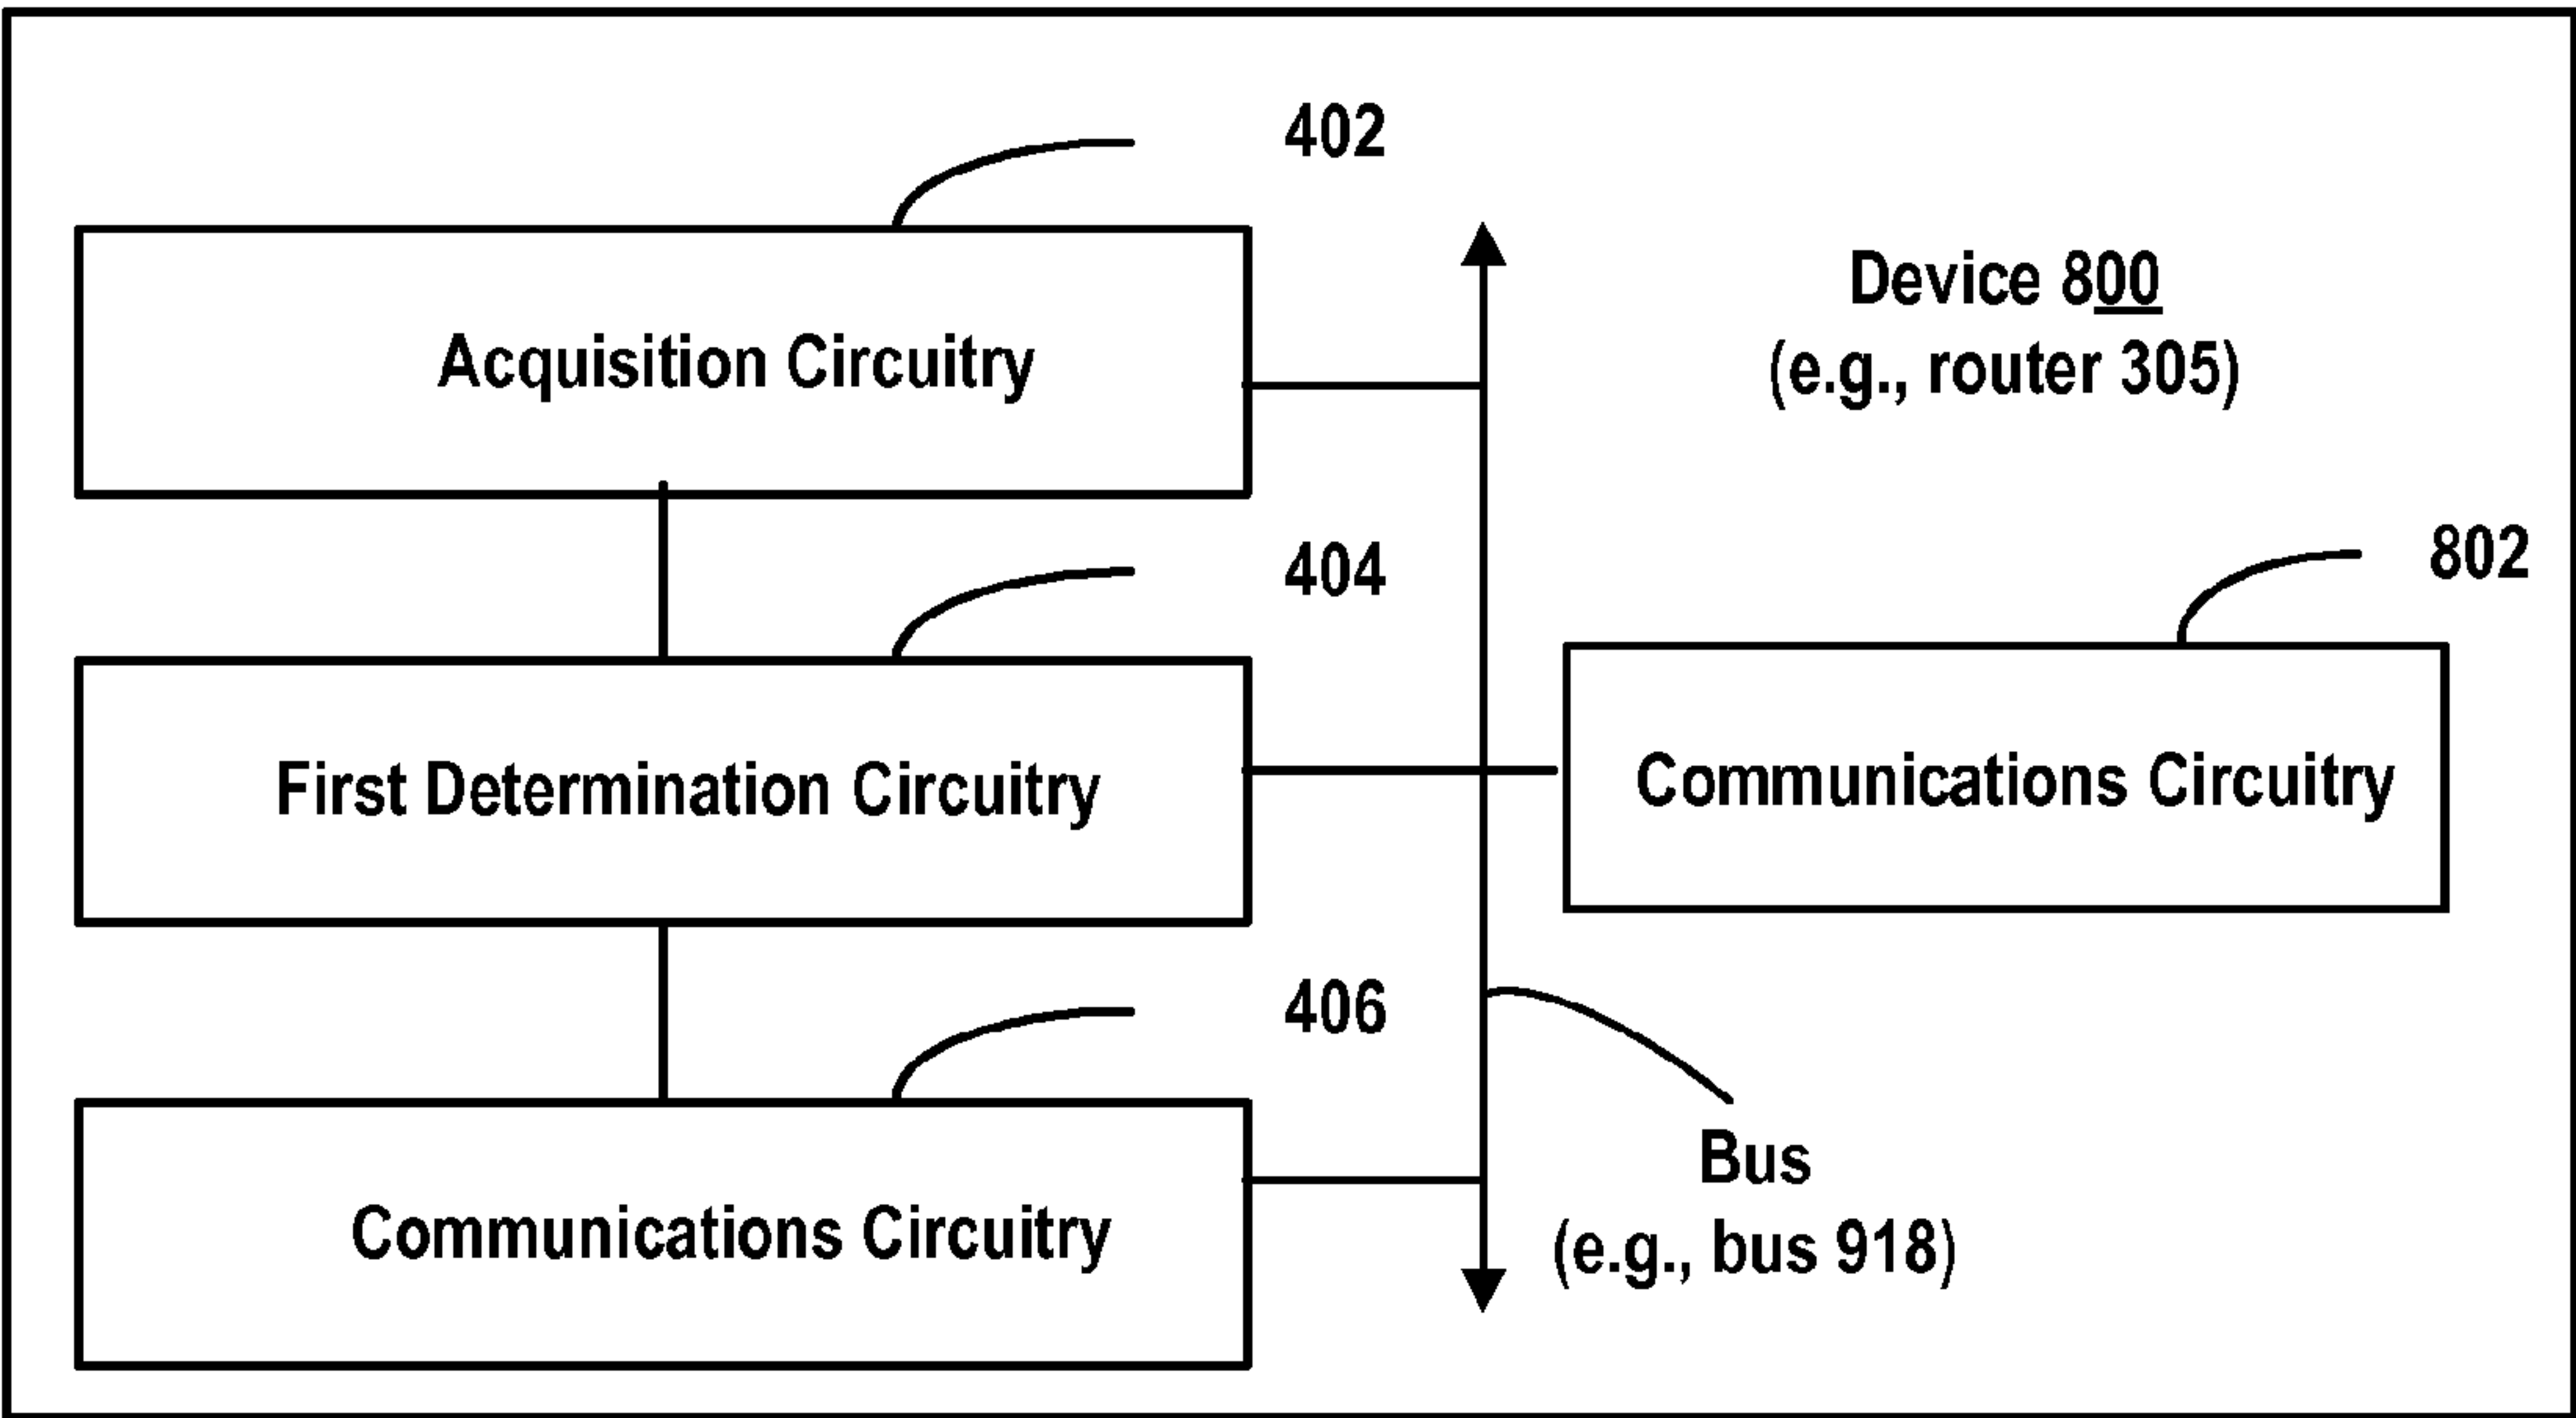 402
Acquisition Circuitry
Device 800
(e.g., router 305)
404
802
First Determination Circuitry
Communications Circuitry
406
Communications Circuitry
Bus
(e.g., bus 918)